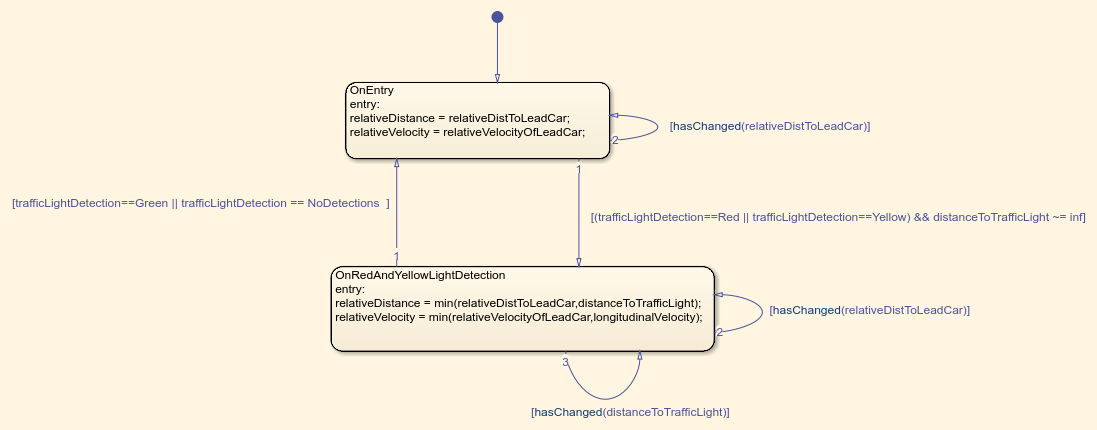 OnEntry
entry:
relativeDistance = relativeDistToLeadCar;
relativeVelocity = relativeVelocityOfLeadCar;
[hasChanged(relativeDistToLeadCar)]
2
1
[trafficLightDetection==Green || trafficLightDetection == NoDetections  ]
[(trafficLightDetection==Red || trafficLightDetection==Yellow) && distanceToTrafficLight ~= inf]
1
OnRedAndYellowLightDetection
entry:
relativeDistance = min(relativeDistToLeadCar,distanceToTrafficLight);
relativeVelocity = min(relativeVelocityOfLeadCar,longitudinalVelocity);
[hasChanged(relativeDistToLeadCar)]
2
3
[hasChanged(distanceToTrafficLight)]